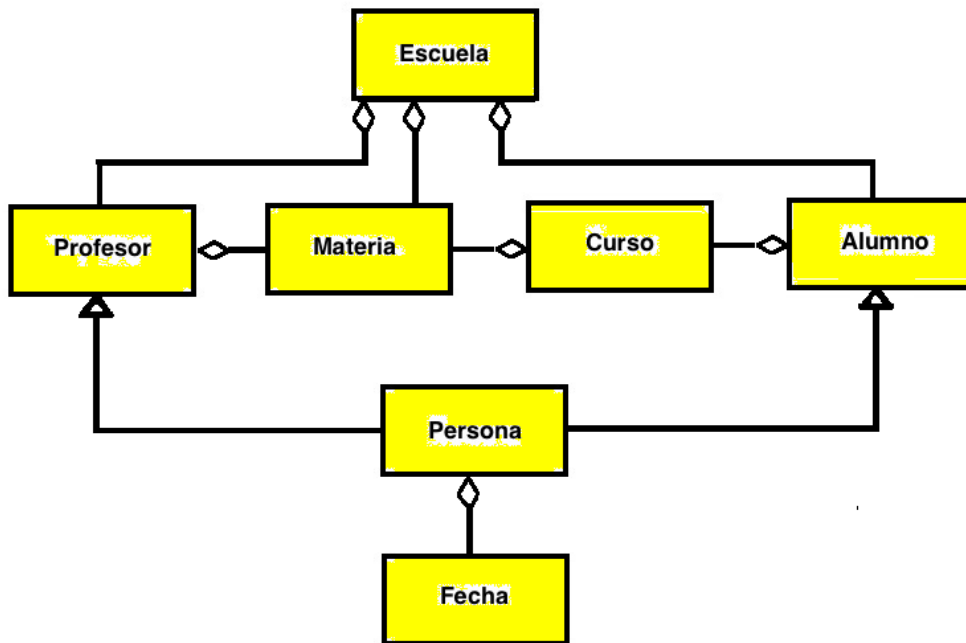 Escuela
Profesor
Materia
Curso
Alumno
Persona
Fecha